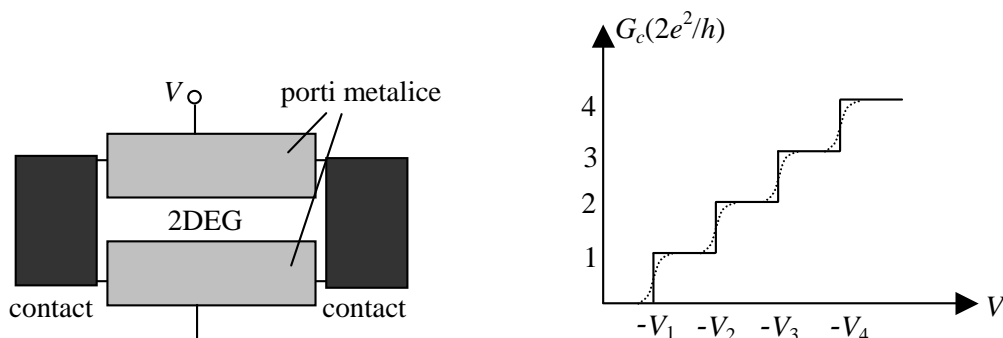 V
porti metalice
2DEG
contact
contact
G_c(2e^2/h)
4
3
2
1
-V_1 -V_2 -V_3 -V_4
V